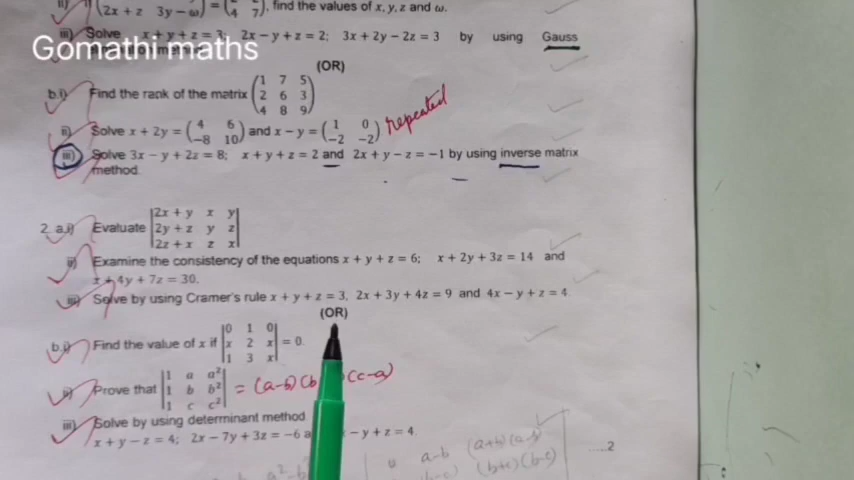 ii) (2x + z 3y − ω) = (4 7), find the values of x, y, z and ω.
iii) Solve x + y + z = 3; 2x − y + z = 2; 3x + 2y − 2z = 3 by using Gauss
Gomathi maths
(OR)
b.i) Find the rank of the matrix (1 7 5
2 6 3
4 8 9)
ii) Solve x + 2y = (4 6
−8 10) and x − y = (1 0
−2 −2) repeated
iii) Solve 3x − y + 2z = 8; x + y + z = 2 and 2x + y − z = −1 by using inverse matrix
method.
2. a.i) Evaluate |2x + y x y|
|2y + z y z|
|2z + x z x|
ii) Examine the consistency of the equations x + y + z = 6; x + 2y + 3z = 14 and
x + 4y + 7z = 30.
iii) Solve by using Cramer's rule x + y + z = 3, 2x + 3y + 4z = 9 and 4x − y + z = 4
(OR)
b.i) Find the value of x if |0 1 0|
|x 2 x| = 0.
|1 3 x|
ii) Prove that |1 a a²|
|1 b b²| = (a-b)(b (c-a)
|1 c c²|
iii) Solve by using determinant method
x + y − z = 4; 2x − 7y + 3z = −6 − y + z = 4.
a-b (a+b)(a-b)
(b-c) (b+c)(b-c)
.....2